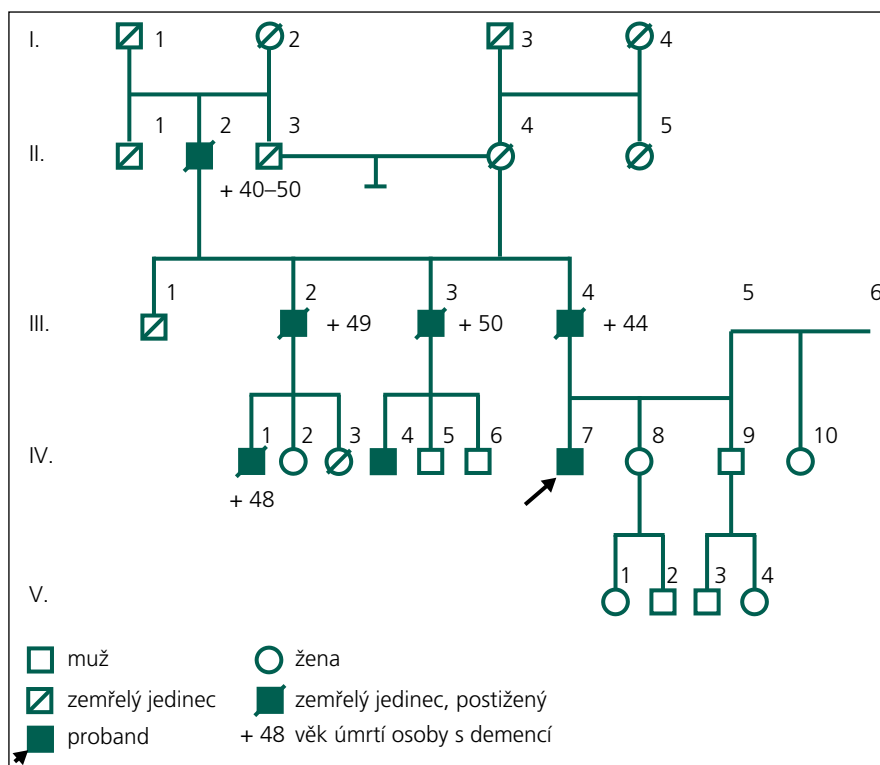 I. 1 2 3 4
II. 1 2 3 4 5
+ 40–50
III. 1 2 3 4 5 6
+ 49 + 50 + 44
IV. 1 2 3 4 5 6 7 8 9 10
+ 48
V. 1 2 3 4
muž žena
zemřelý jedinec zemřelý jedinec, postižený
proband + 48 věk úmrtí osoby s demencí